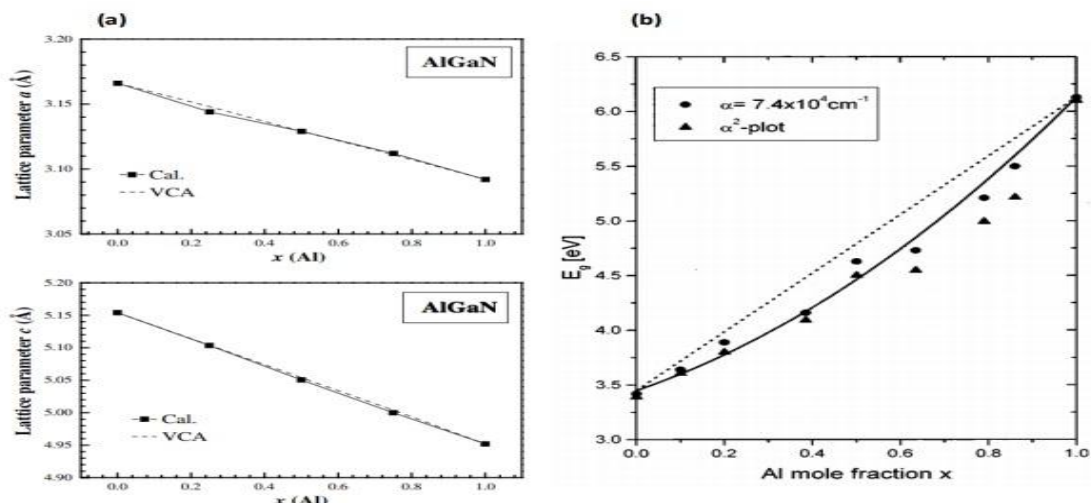 (a)
3.20
3.15
3.10
3.05
Lattice parameter a (Å)
AlGaN
Cal.
VCA
0.0 0.2 0.4 0.6 0.8 1.0
x (Al)
5.20
5.15
5.10
5.05
5.00
4.95
4.90
Lattice parameter c (Å)
AlGaN
Cal.
VCA
0.0 0.2 0.4 0.6 0.8 1.0
x (Al)
(b)
6.5
6.0
5.5
5.0
4.5
4.0
3.5
3.0
Eg [eV]
α= 7.4x10⁴cm⁻¹
α²-plot
0.0 0.2 0.4 0.6 0.8 1.0
Al mole fraction x